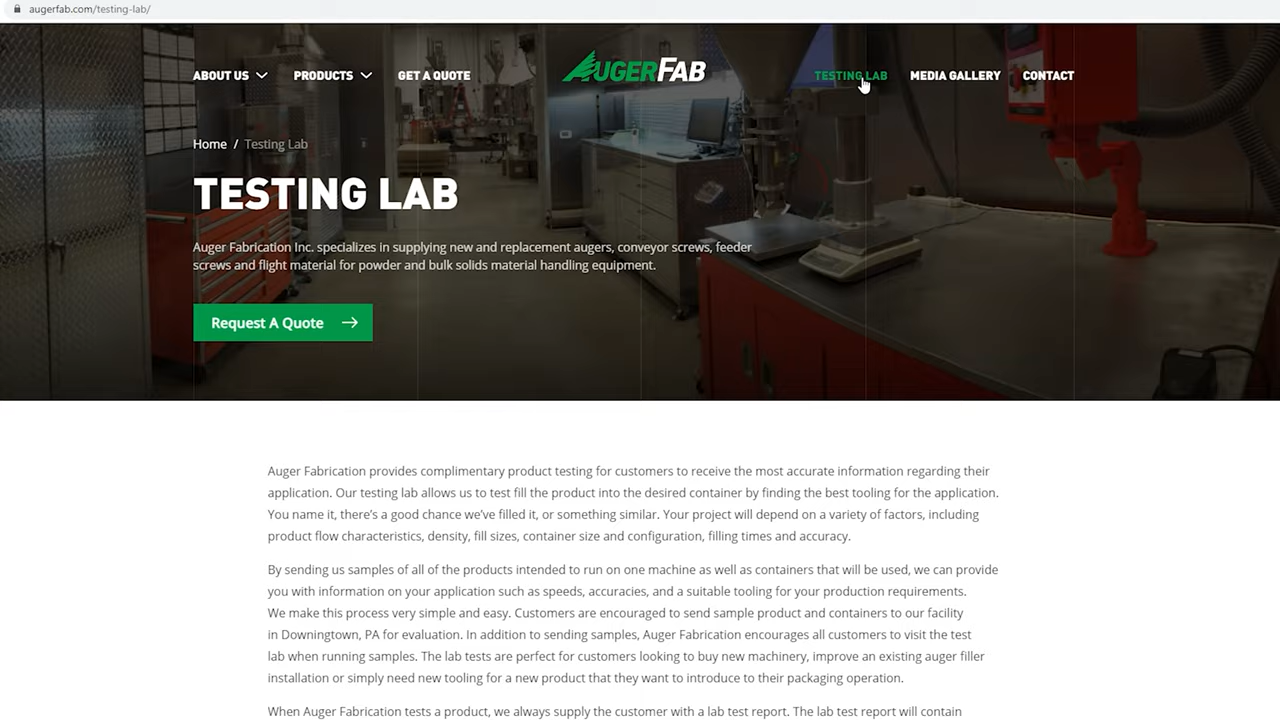 augerfab.com/testing-lab/
ABOUT US PRODUCTS GET A QUOTE AUGERFAB TESTING LAB MEDIA GALLERY CONTACT
Home / Testing Lab
TESTING LAB
Auger Fabrication Inc. specializes in supplying new and replacement augers, conveyor screws, feeder
screws and flight material for powder and bulk solids material handling equipment.
Request A Quote
Auger Fabrication provides complimentary product testing for customers to receive the most accurate information regarding their
application. Our testing lab allows us to test fill the product into the desired container by finding the best tooling for the application.
You name it, there's a good chance we've filled it, or something similar. Your project will depend on a variety of factors, including
product flow characteristics, density, fill sizes, container size and configuration, filling times and accuracy.
By sending us samples of all of the products intended to run on one machine as well as containers that will be used, we can provide
you with information on your application such as speeds, accuracies, and a suitable tooling for your production requirements.
We make this process very simple and easy. Customers are encouraged to send sample product and containers to our facility
in Downingtown, PA for evaluation. In addition to sending samples, Auger Fabrication encourages all customers to visit the test
lab when running samples. The lab tests are perfect for customers looking to buy new machinery, improve an existing auger filler
installation or simply need new tooling for a new product that they want to introduce to their packaging operation.
When Auger Fabrication tests a product, we always supply the customer with a lab test report. The lab test report will contain